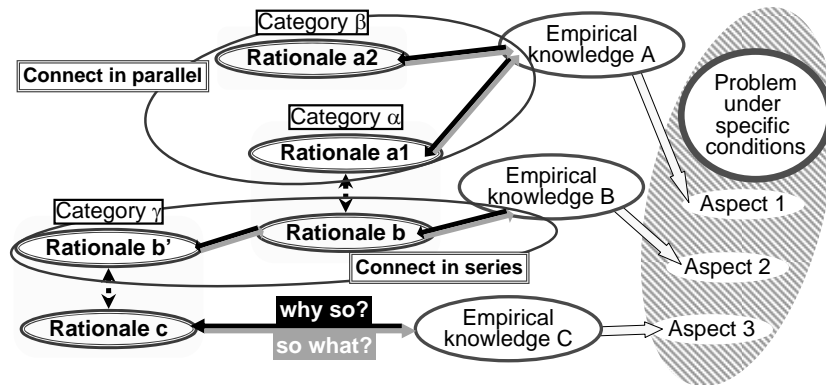 Category β
Rationale a2
Connect in parallel
Category α
Rationale a1
Empirical
knowledge A
Problem
under
specific
conditions
Aspect 1
Category γ
Rationale b’
Rationale b
Empirical
knowledge B
Connect in series
Aspect 2
Rationale c
why so?
so what?
Empirical
knowledge C
Aspect 3